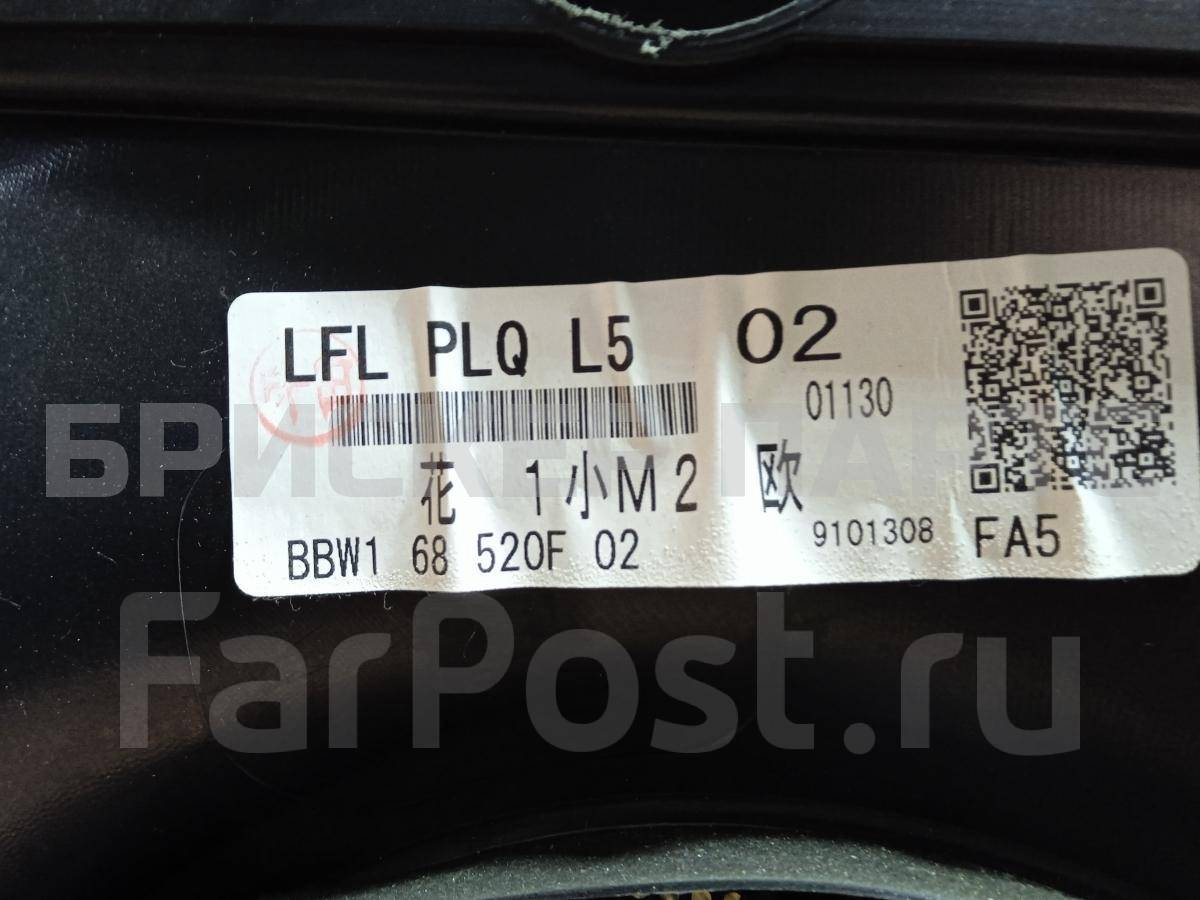 LFL PLQ L5 02
01130
花 1小M2 欧
BBW1 68 520F 02 9101308 FA5
FarPost.ru